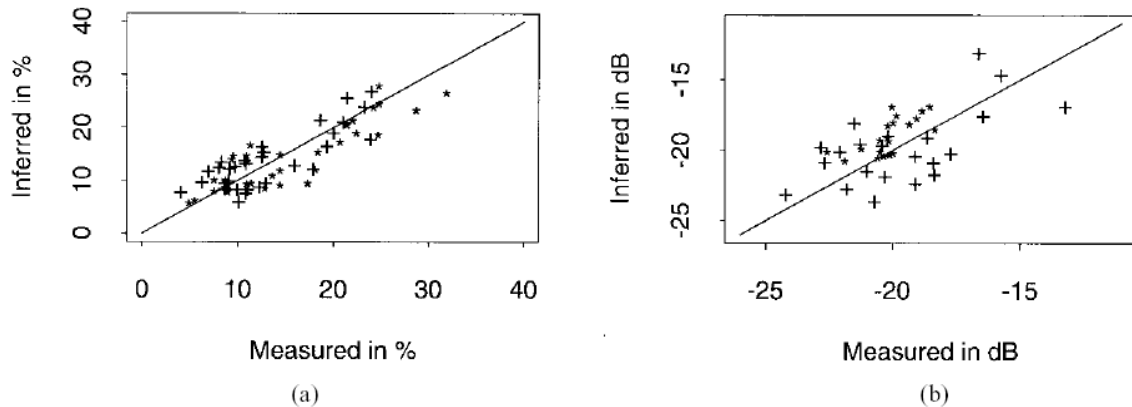 Inferred in %
40
30
20
10
0
0 10 20 30 40
Measured in %
(a)
Inferred in dB
-15
-20
-25
-25 -20 -15
Measured in dB
(b)